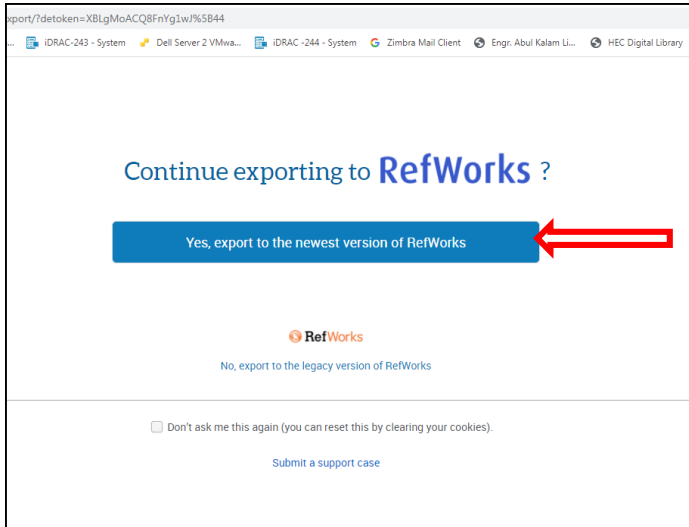 xport/?detoken=XBLgMoACQ8FnYg1wJ%5B44
... iDRAC-243 - System Dell Server 2 VMwa... iDRAC -244 - System Zimbra Mail Client Engr. Abul Kalam Li... HEC Digital Library
Continue exporting to RefWorks ?
Yes, export to the newest version of RefWorks
RefWorks
No, export to the legacy version of RefWorks
Don't ask me this again (you can reset this by clearing your cookies).
Submit a support case